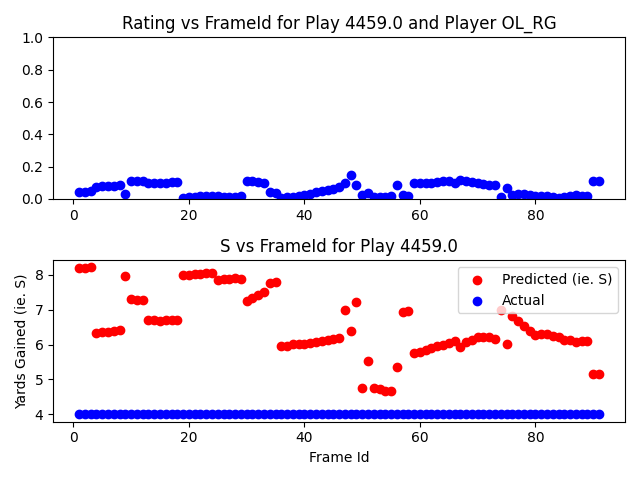 Rating vs FrameId for Play 4459.0 and Player OL_RG
1.0
0.8
0.6
0.4
0.2
0.0
0 20 40 60 80
S vs FrameId for Play 4459.0
Yards Gained (ie. S)
8
7
6
5
4
Predicted (ie. S)
Actual
0 20 40 60 80
Frame Id